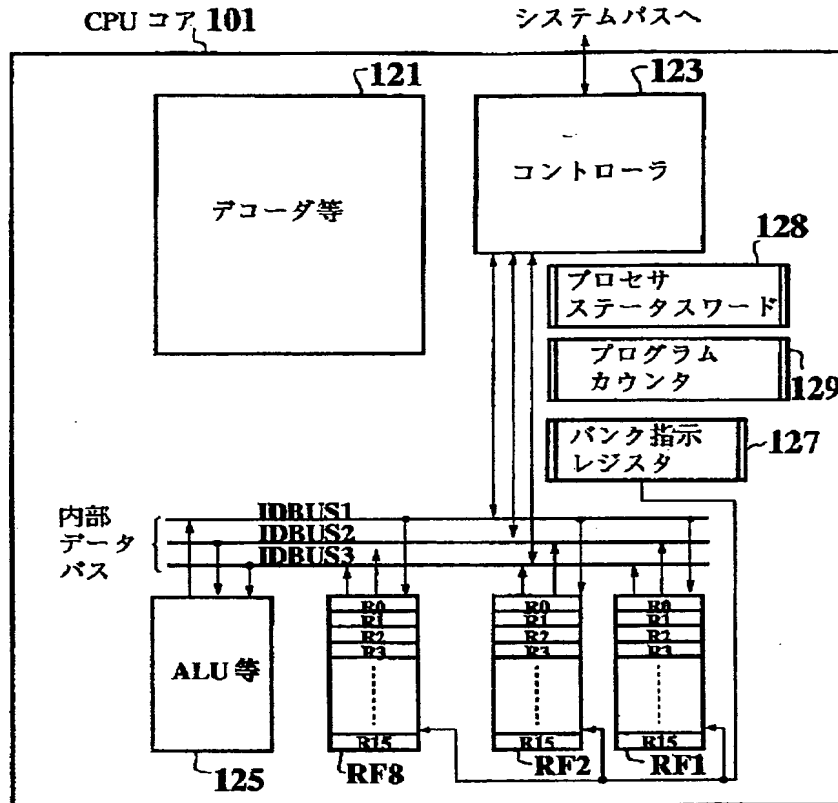 CPU コア 101
システムバスへ
121
123
デコーダ等
コントローラ
128
プロセサ
ステータスワード
プログラム
カウンタ
129
バンク指示
レジスタ
127
内部
データ
バス
IDBUS1
IDBUS2
IDBUS3
ALU 等
125
R0
R1
R2
R3
R15
RF8
R0
R1
R2
R3
R15
RF2
R0
R1
R2
R3
R15
RF1